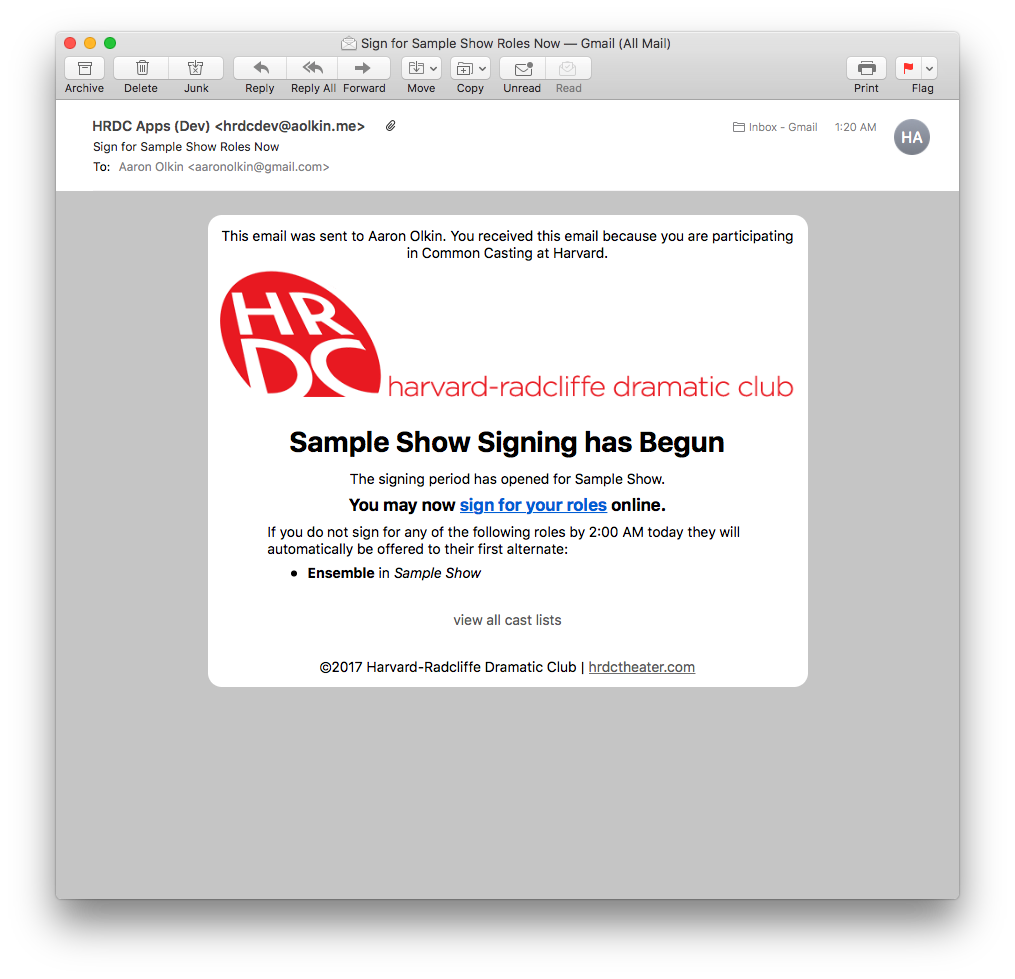 Sign for Sample Show Roles Now — Gmail (All Mail)
Archive Delete Junk Reply Reply All Forward Move Copy Unread Read Print Flag
HRDC Apps (Dev) <hrdcdev@aolkin.me> Inbox - Gmail 1:20 AM HA
Sign for Sample Show Roles Now
To: Aaron Olkin <aaronolkin@gmail.com>
This email was sent to Aaron Olkin. You received this email because you are participating
in Common Casting at Harvard.
HR
DC
harvard-radcliffe dramatic club
Sample Show Signing has Begun
The signing period has opened for Sample Show.
You may now sign for your roles online.
If you do not sign for any of the following roles by 2:00 AM today they will
automatically be offered to their first alternate:
• Ensemble in Sample Show
view all cast lists
©2017 Harvard-Radcliffe Dramatic Club | hrdctheater.com